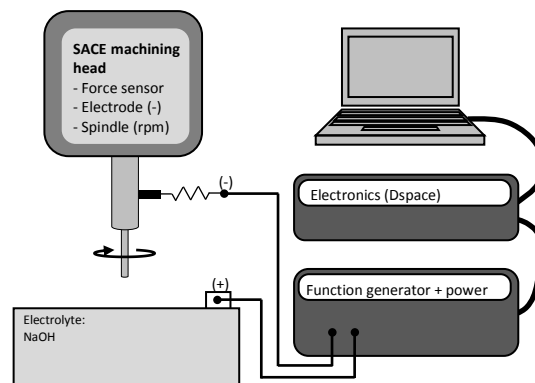 SACE machining
head
- Force sensor
- Electrode (-)
- Spindle (rpm)
(-)
Electronics (Dspace)
(+)
Function generator + power
Electrolyte:
NaOH